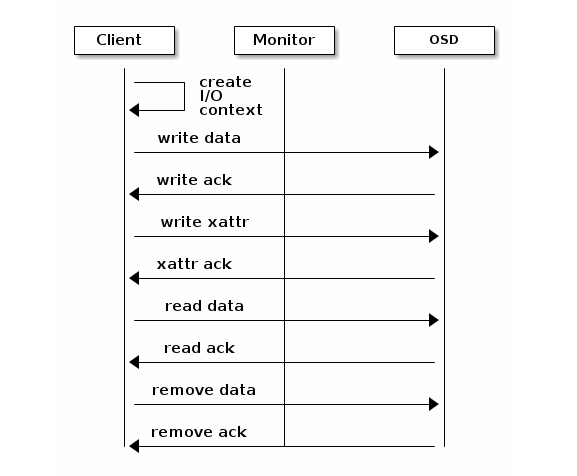 Client
Monitor
OSD
create
I/O
context
write data
write ack
write xattr
xattr ack
read data
read ack
remove data
remove ack